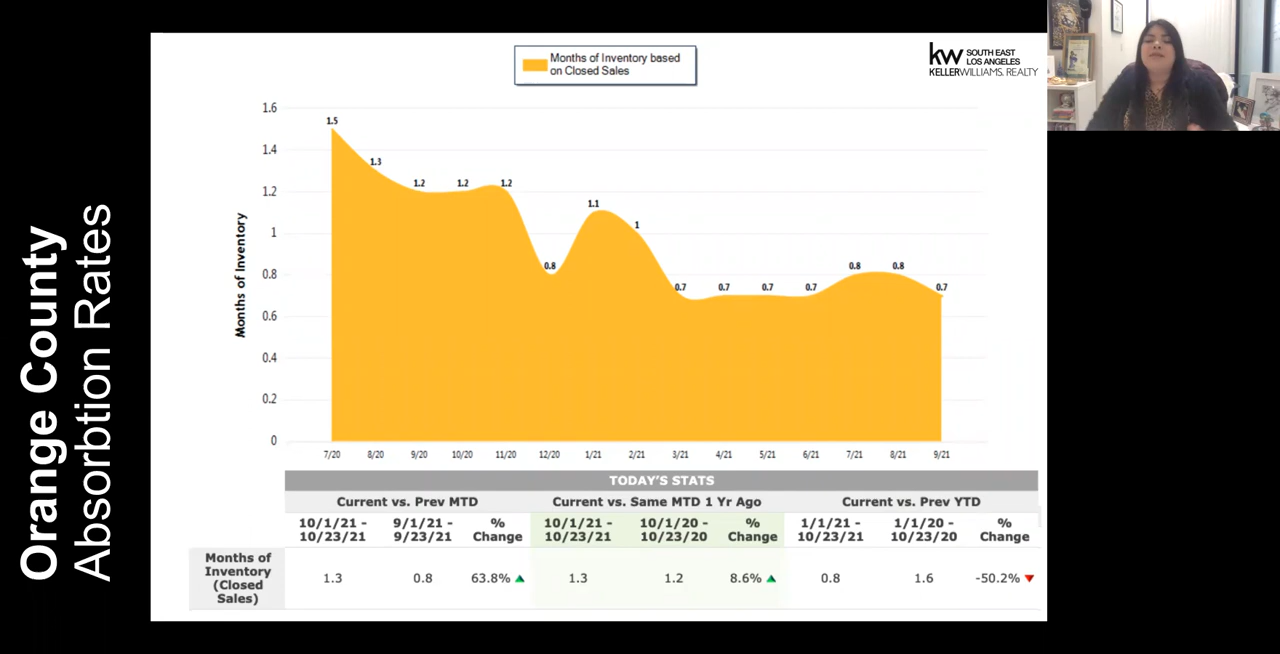 Orange County
Absorbtion Rates
Months of Inventory based
on Closed Sales
kw SOUTH EAST
LOS ANGELES
KELLERWILLIAMS. REALTY
Months of Inventory
1.6
1.4
1.2
1
0.8
0.6
0.4
0.2
0
1.5
1.3
1.2
1.2
1.2
0.8
1.1
1
0.7
0.7
0.7
0.7
0.8
0.8
0.7
7/20 8/20 9/20 10/20 11/20 12/20 1/21 2/21 3/21 4/21 5/21 6/21 7/21 8/21 9/21
TODAY'S STATS
Current vs. Prev MTD Current vs. Same MTD 1 Yr Ago Current vs. Prev YTD
10/1/21 - 9/1/21 - % 10/1/21 - 10/1/20 - % 1/1/21 - 1/1/20 - %
10/23/21 9/23/21 Change 10/23/21 10/23/20 Change 10/23/21 10/23/20 Change
Months of
Inventory
(Closed
Sales)
1.3 0.8 63.8% 1.3 1.2 8.6% 0.8 1.6 -50.2%